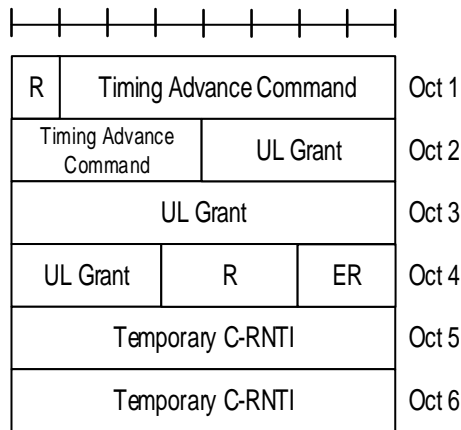 R Timing Advance Command Oct 1
Timing Advance
Command UL Grant Oct 2
UL Grant Oct 3
UL Grant R ER Oct 4
Temporary C-RNTI Oct 5
Temporary C-RNTI Oct 6